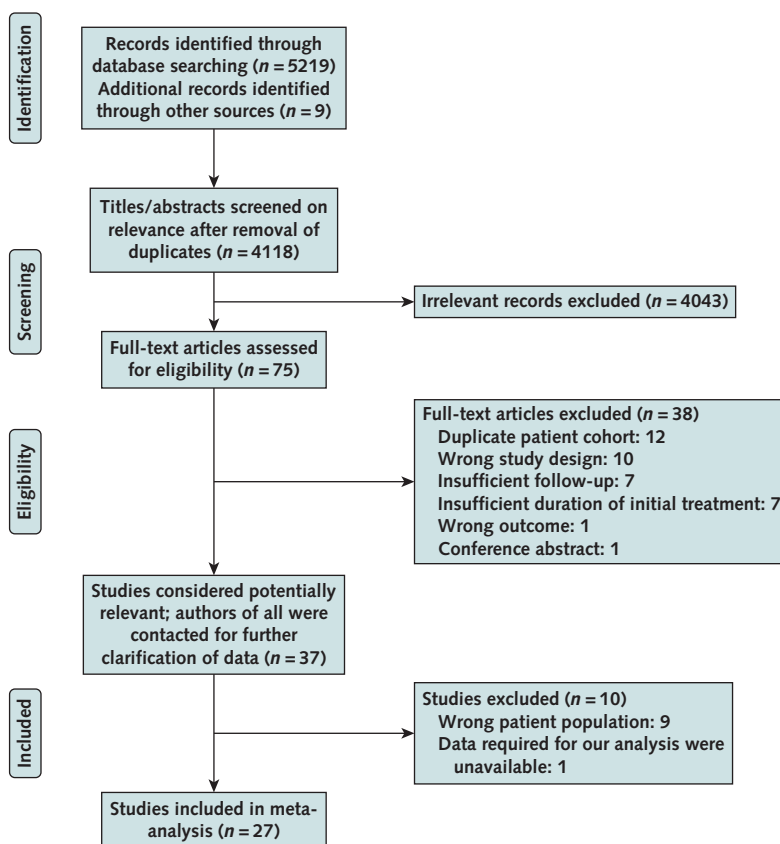 Identification
Records identified through
database searching (n = 5219)
Additional records identified
through other sources (n = 9)
Titles/abstracts screened on
relevance after removal of
duplicates (n = 4118)
Screening
Irrelevant records excluded (n = 4043)
Full-text articles assessed
for eligibility (n = 75)
Eligibility
Full-text articles excluded (n = 38)
Duplicate patient cohort: 12
Wrong study design: 10
Insufficient follow-up: 7
Insufficient duration of initial treatment: 7
Wrong outcome: 1
Conference abstract: 1
Studies considered potentially
relevant; authors of all were
contacted for further
clarification of data (n = 37)
Included
Studies excluded (n = 10)
Wrong patient population: 9
Data required for our analysis were
unavailable: 1
Studies included in meta-
analysis (n = 27)